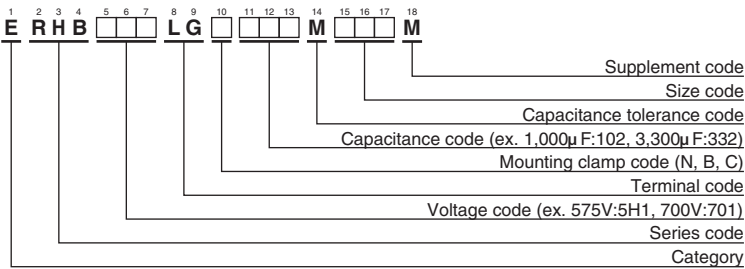 1 2 3 4 5 6 7 8 9 10 11 12 13 14 15 16 17 18
E RHB □□□ LG □ □□□ M □□□ M
Supplement code
Size code
Capacitance tolerance code
Capacitance code (ex. 1,000μF:102, 3,300μF:332)
Mounting clamp code (N, B, C)
Terminal code
Voltage code (ex. 575V:5H1, 700V:701)
Series code
Category